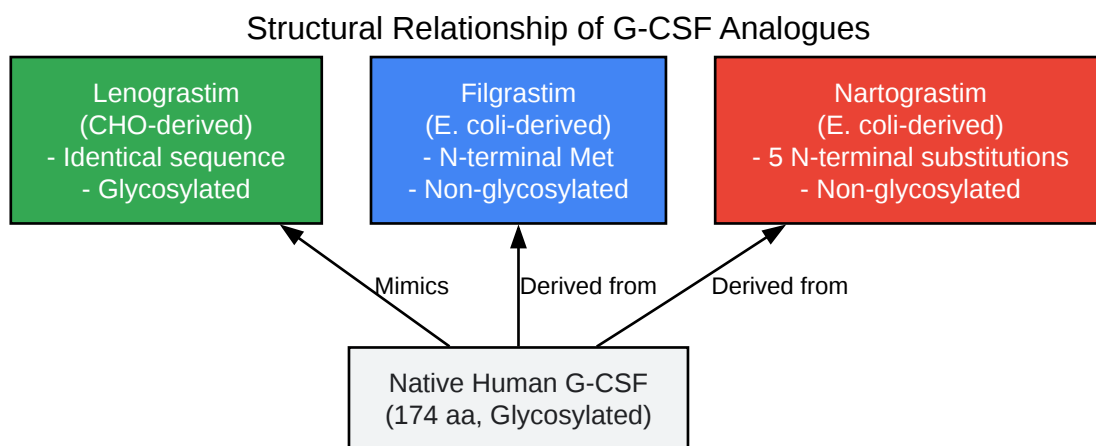 Structural Relationship of G-CSF Analogues
Lenograstim
(CHO-derived)
- Identical sequence
- Glycosylated
Filgrastim
(E. coli-derived)
- N-terminal Met
- Non-glycosylated
Nartograstim
(E. coli-derived)
- 5 N-terminal substitutions
- Non-glycosylated
Mimics
Derived from
Derived from
Native Human G-CSF
(174 aa, Glycosylated)